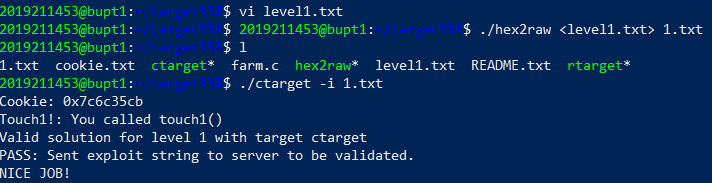 2019211453@bupt1:~/target338$ vi level1.txt
2019211453@bupt1:~/target338$ 2019211453@bupt1:~/target338$ ./hex2raw <level1.txt> 1.txt
2019211453@bupt1:~/target338$ l
1.txt cookie.txt ctarget* farm.c hex2raw* level1.txt README.txt rtarget*
2019211453@bupt1:~/target338$ ./ctarget -i 1.txt
Cookie: 0x7c6c35cb
Touch1!: You called touch1()
Valid solution for level 1 with target ctarget
PASS: Sent exploit string to server to be validated.
NICE JOB!